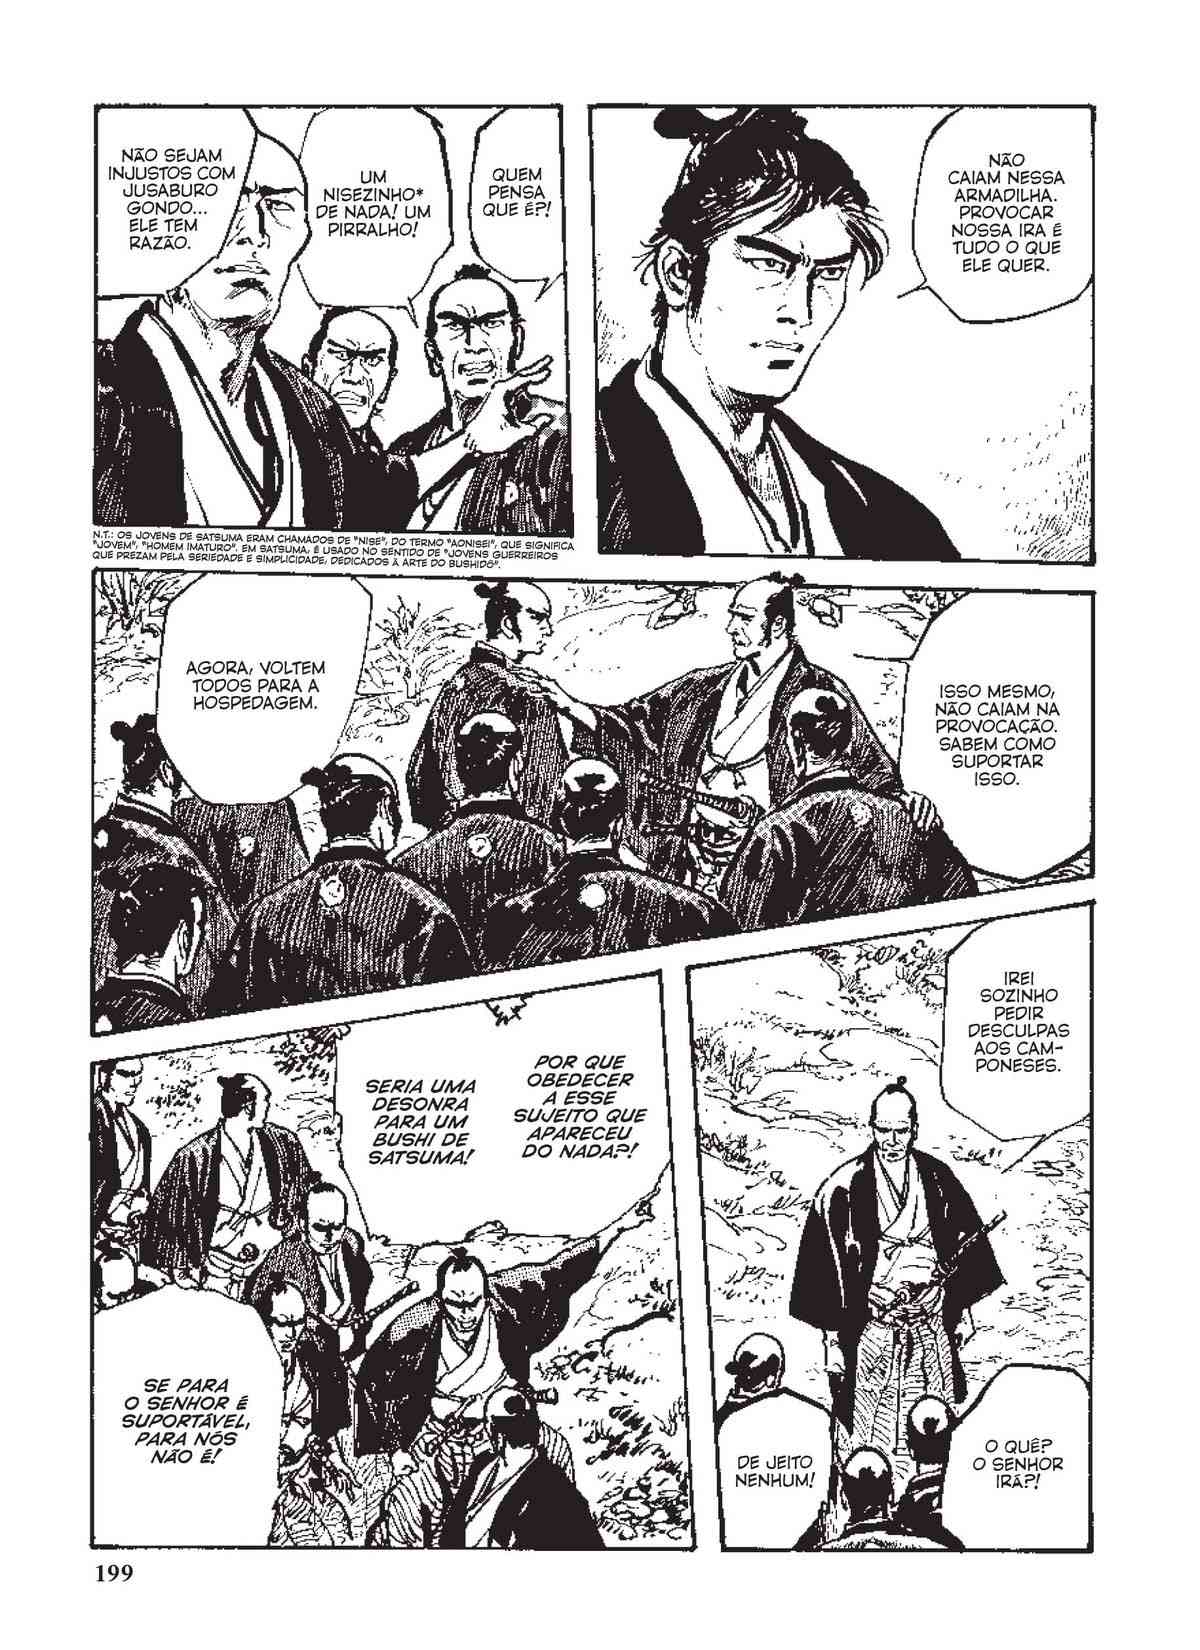 NÃO
CAIAM NESSA
ARMADILHA.
PROVOCAR
NOSSA IRA É
TUDO O QUE
ELE QUER.
QUEM
PENSA
QUE É?!
UM
NISEZINHO*
DE NADA! UM
PIRRALHO!
NÃO SEJAM
INJUSTOS COM
JUSABURO
GONDO...
ELE TEM
RAZÃO.
N.T.: OS JOVENS DE SATSUMA ERAM CHAMADOS DE "NISE", DO TERMO "AONISEI", QUE SIGNIFICA
"JOVEM", "HOMEM IMATURO". EM SATSUMA, É USADO NO SENTIDO DE "JOVENS GUERREIROS
QUE PREZAM PELA SERIEDADE E SIMPLICIDADE, DEDICADOS À ARTE DO BUSHIDÔ".
ISSO MESMO,
NÃO CAIAM NA
PROVOCAÇÃO.
SABEM COMO
SUPORTAR
ISSO.
AGORA, VOLTEM
TODOS PARA A
HOSPEDAGEM.
IREI
SOZINHO
PEDIR
DESCULPAS
AOS CAM-
PONESES.
O QUÊ?
O SENHOR
IRÁ?!
DE JEITO
NENHUM!
POR QUE
OBEDECER
A ESSE
SUJEITO QUE
APARECEU
DO NADA?!
SERIA UMA
DESONRA
PARA UM
BUSHI DE
SATSUMA!
SE PARA
O SENHOR É
SUPORTÁVEL,
PARA NÓS
NÃO É!
199